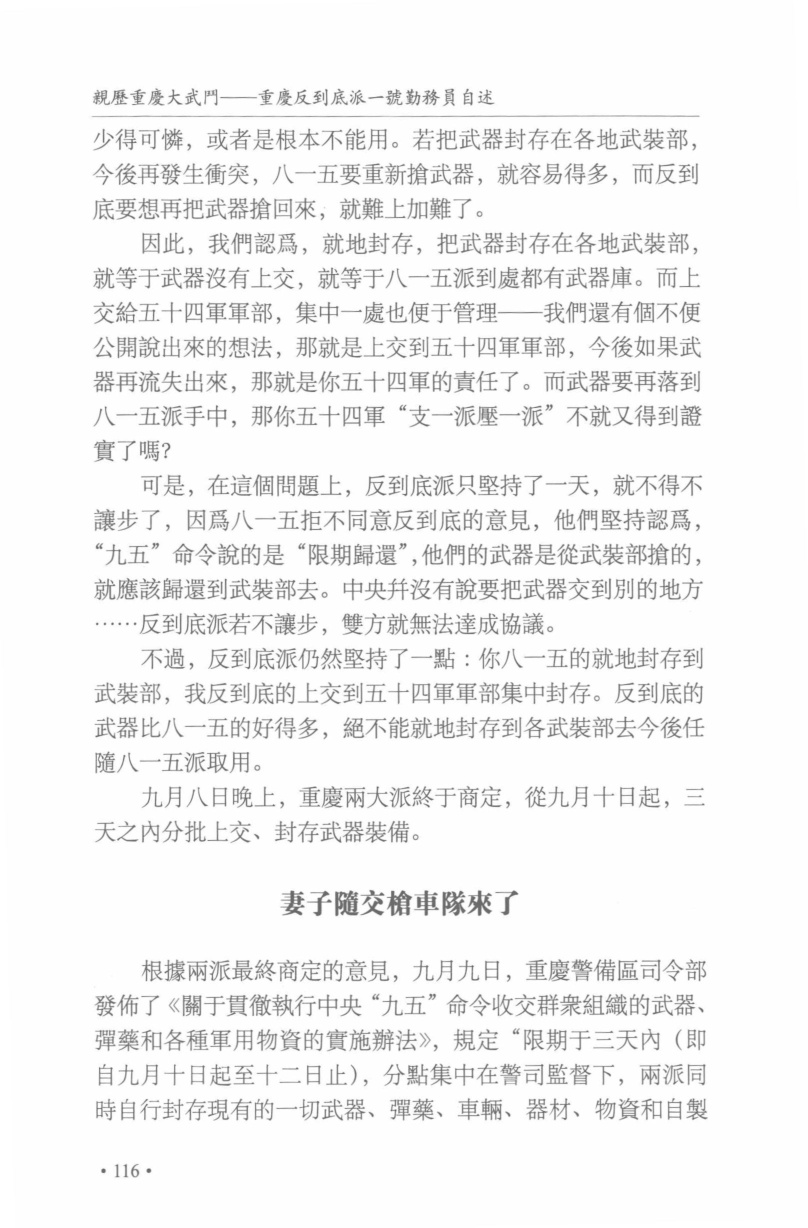 親歷重慶大武鬥——重慶反到底派一號勤務員自述
少得可憐，或者是根本不能用。若把武器封存在各地武裝部，
今後再發生衝突，八一五要重新搶武器，就容易得多，而反到
底要想再把武器搶回來，就難上加難了。
因此，我們認爲，就地封存，把武器封存在各地武裝部，
就等于武器沒有上交，就等于八一五派到處都有武器庫。而上
交給五十四軍軍部，集中一處也便于管理——我們還有個不便
公開說出來的想法，那就是上交到五十四軍軍部，今後如果武
器再流失出來，那就是你五十四軍的責任了。而武器要再落到
八一五派手中，那你五十四軍“支一派壓一派”不就又得到證
實了嗎？
可是，在這個問題上，反到底派只堅持了一天，就不得不
讓步了，因爲八一五拒不同意反到底的意見，他們堅持認爲，
“九五”命令說的是“限期歸還”，他們的武器是從武裝部搶的，
就應該歸還到武裝部去。中央幷沒有說要把武器交到別的地方
……反到底派若不讓步，雙方就無法達成協議。
不過，反到底派仍然堅持了一點：你八一五的就地封存到
武裝部，我反到底的上交到五十四軍軍部集中封存。反到底的
武器比八一五的好得多，絕不能就地封存到各武裝部去今後任
隨八一五派取用。
九月八日晚上，重慶兩大派終于商定，從九月十日起，三
天之內分批上交、封存武器裝備。
妻子隨交槍車隊來了
根據兩派最終商定的意見，九月九日，重慶警備區司令部
發佈了《關于貫徹執行中央“九五”命令收交群衆組織的武器、
彈藥和各種軍用物資的實施辦法》，規定“限期于三天內（即
自九月十日起至十二日止），分點集中在警司監督下，兩派同
時自行封存現有的一切武器、彈藥、車輛、器材、物資和自製
•116•